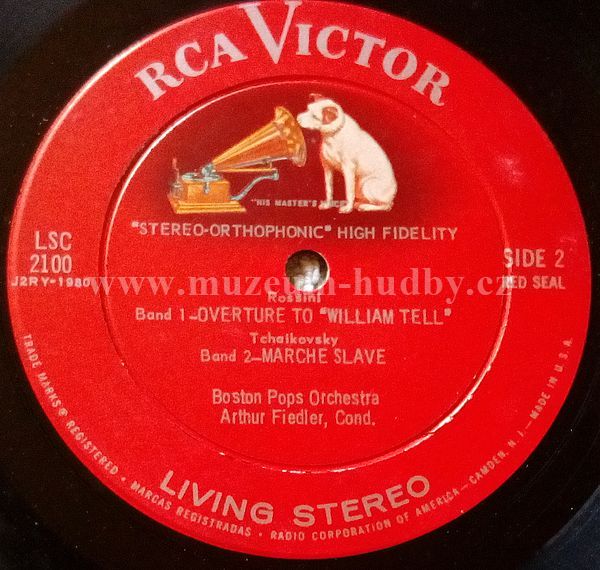 RCA VICTOR
"HIS MASTER'S VOICE"
"STEREO-ORTHOPHONIC" HIGH FIDELITY
LSC
2100
J2RY-1980
SIDE 2
RED SEAL
www.muzeum-hudby.cz
Rossini
Band 1—OVERTURE TO "WILLIAM TELL"
Tchaikovsky
Band 2—MARCHE SLAVE
Boston Pops Orchestra
Arthur Fiedler, Cond.
LIVING STEREO
TRADE MARKS ® REGISTERED • MARCAS REGISTRADAS • RADIO CORPORATION OF AMERICA—CAMDEN, N. J.—MADE IN U.S.A.